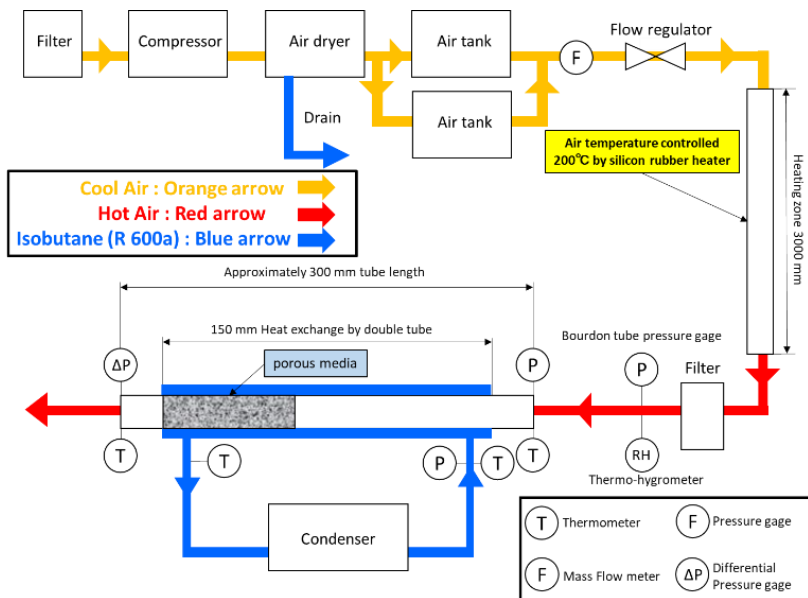 Filter
Compressor
Air dryer
Air tank
F
Flow regulator
Air tank
Drain
Air temperature controlled
200℃ by silicon rubber heater
Heating zone 3000 mm
Cool Air : Orange arrow
Hot Air : Red arrow
Isobutane (R 600a) : Blue arrow
Approximately 300 mm tube length
150 mm Heat exchange by double tube
Bourdon tube pressure gage
ΔP
porous media
P
P
Filter
T
T
P
T
T
RH
Thermo-hygrometer
Condenser
T
Thermometer
F
Pressure gage
F
Mass Flow meter
ΔP
Differential
Pressure gage